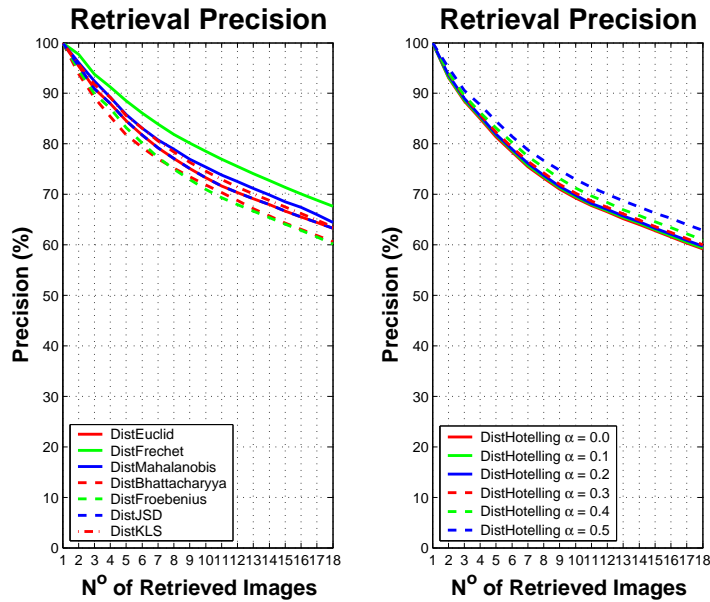 Retrieval Precision
100
90
80
70
60
50
40
30
20
10
0
Precision (%)
DistEuclid
DistFrechet
DistMahalanobis
DistBhattacharyya
DistFroebenius
DistJSD
DistKLS
1 2 3 4 5 6 7 8 9 10 11 12 13 14 15 16 17 18
Nº of Retrieved Images
Retrieval Precision
100
90
80
70
60
50
40
30
20
10
0
Precision (%)
DistHotelling α = 0.0
DistHotelling α = 0.1
DistHotelling α = 0.2
DistHotelling α = 0.3
DistHotelling α = 0.4
DistHotelling α = 0.5
1 2 3 4 5 6 7 8 9 10 11 12 13 14 15 16 17 18
Nº of Retrieved Images